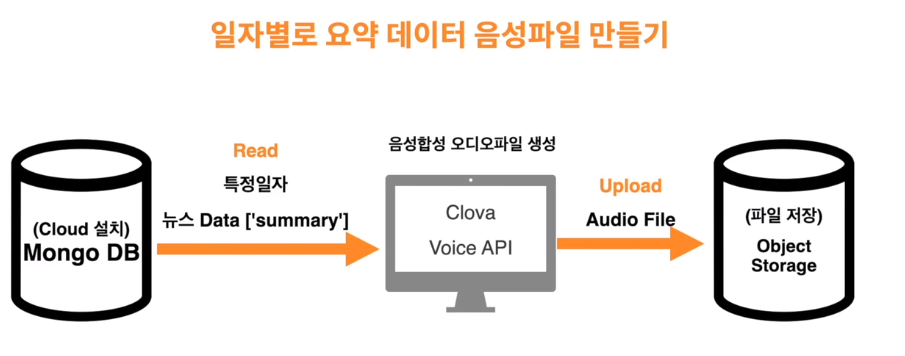 일자별로 요약 데이터 음성파일 만들기
(Cloud 설치)
Mongo DB
Read
특정일자
뉴스 Data ['summary']
음성합성 오디오파일 생성
Clova
Voice API
Upload
Audio File
(파일 저장)
Object
Storage